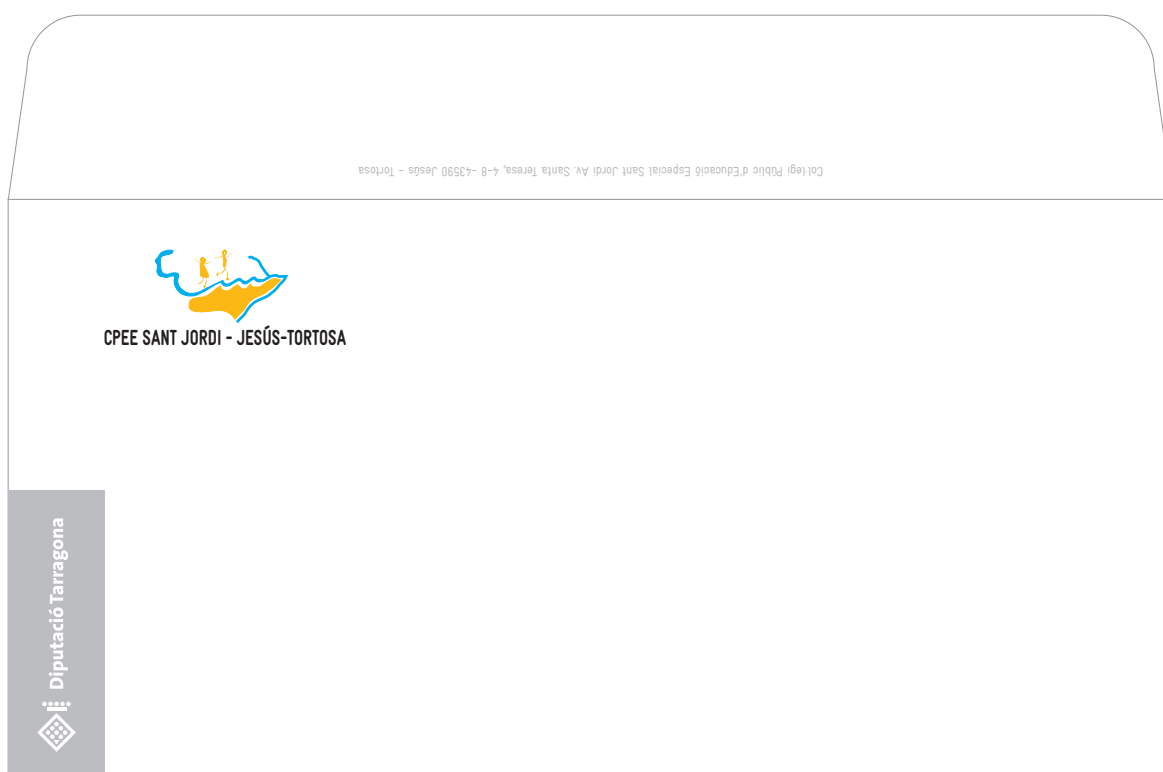 Col·legi Públic d'Educació Especial Sant Jordi Av. Santa Teresa, 4-8 -43590 Jesús - Tortosa
CPEE SANT JORDI - JESÚS-TORTOSA
Diputació Tarragona